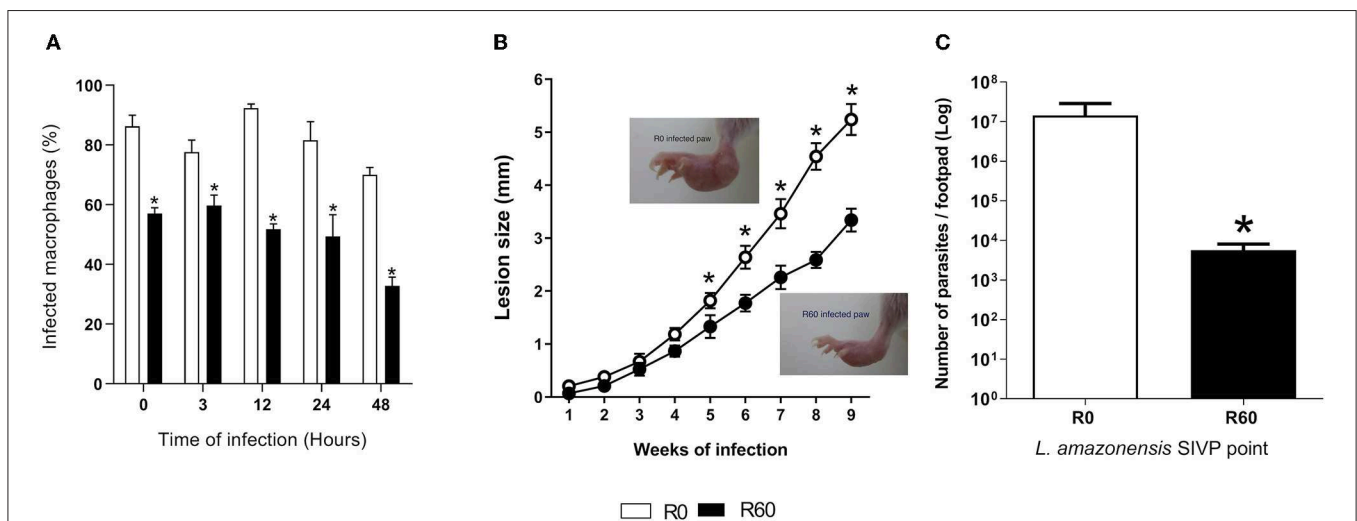 A
Infected macrophages (%)
100
80
60
40
20
0
* * * * *
0 3 12 24 48
Time of infection (Hours)
B
Lesion size (mm)
6
5
4
3
2
1
0
R0 infected paw
* * * * *
R60 infected paw
1 2 3 4 5 6 7 8 9
Weeks of infection
C
Number of parasites / footpad (Log)
10⁸
10⁷
10⁶
10⁵
10⁴
10³
10²
10¹
10⁰
*
R0 R60
L. amazonensis SIVP point
R0 R60